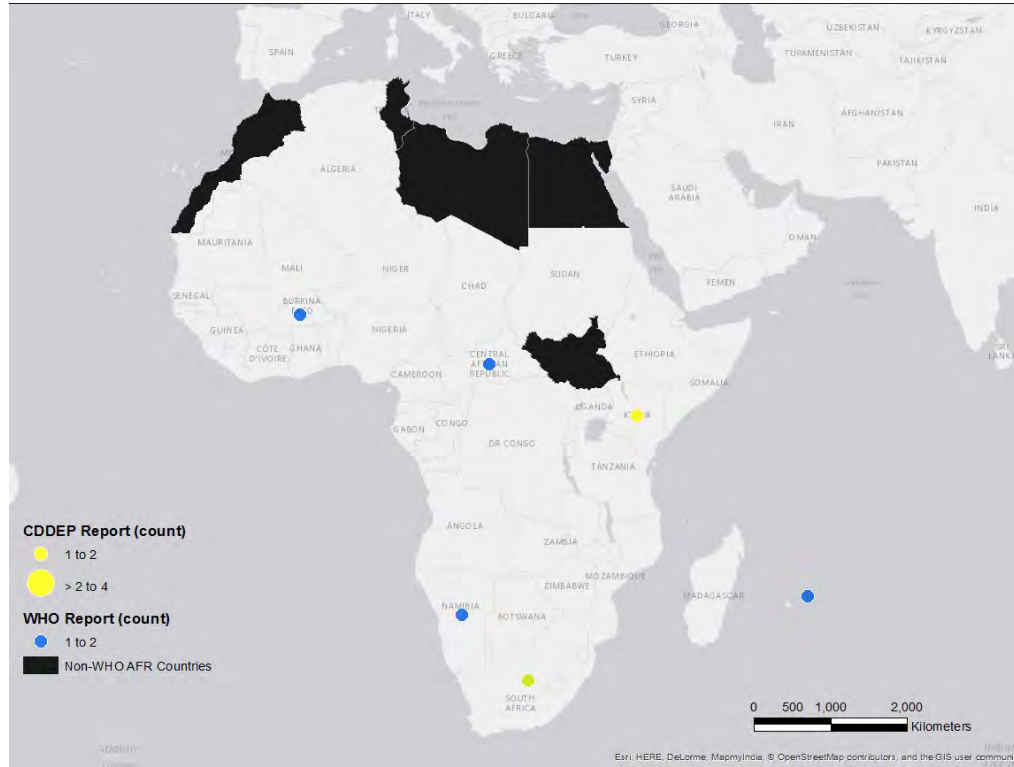 ITALY
BULGARIA
GEORGIA
UZBEKISTAN
KYRGYZSTAN
SPAIN
GREECE
TURKEY
TURKMENISTAN
TAJIKISTAN
SYRIA
AFGHANISTAN
IRAN
PAKISTAN
ALGERIA
SAUDI
ARABIA
INDIA
MAURITANIA
OMAN
MALI
NIGER
SUDAN
CHAD
YEMEN
SENEGAL
BURKINA
GUINEA
NIGERIA
CÔTE
D'IVOIRE
GHANA
CENTRAL
REPUBLIC
ETHIOPIA
SRI
CAMEROON
SOMALIA
GABON
CONGO
DR CONGO
TANZANIA
ANGOLA
ZAMBIA
MOZAMBIQUE
ZIMBABWE
MADAGASCAR
NAMIBIA
BOTSWANA
SOUTH
AFRICA
CDDEP Report (count)
1 to 2
> 2 to 4
WHO Report (count)
1 to 2
Non-WHO AFR Countries
0 500 1,000 2,000
Kilometers
Atlantic
Esri, HERE, DeLorme, MapmyIndia, © OpenStreetMap contributors, and the GIS user communi